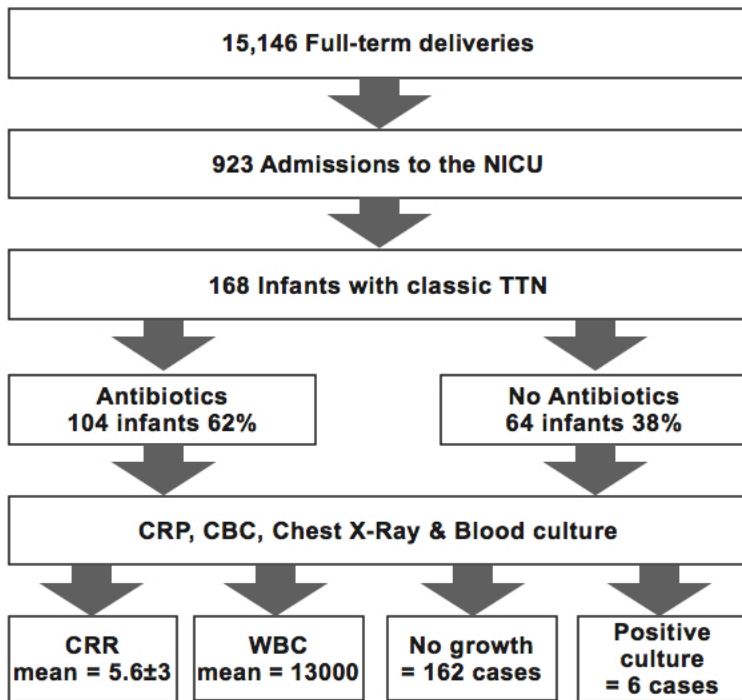 15,146 Full-term deliveries
923 Admissions to the NICU
168 Infants with classic TTN
Antibiotics
104 infants 62%
No Antibiotics
64 infants 38%
CRP, CBC, Chest X-Ray & Blood culture
CRR
mean = 5.6±3
WBC
mean = 13000
No growth
= 162 cases
Positive
culture
= 6 cases